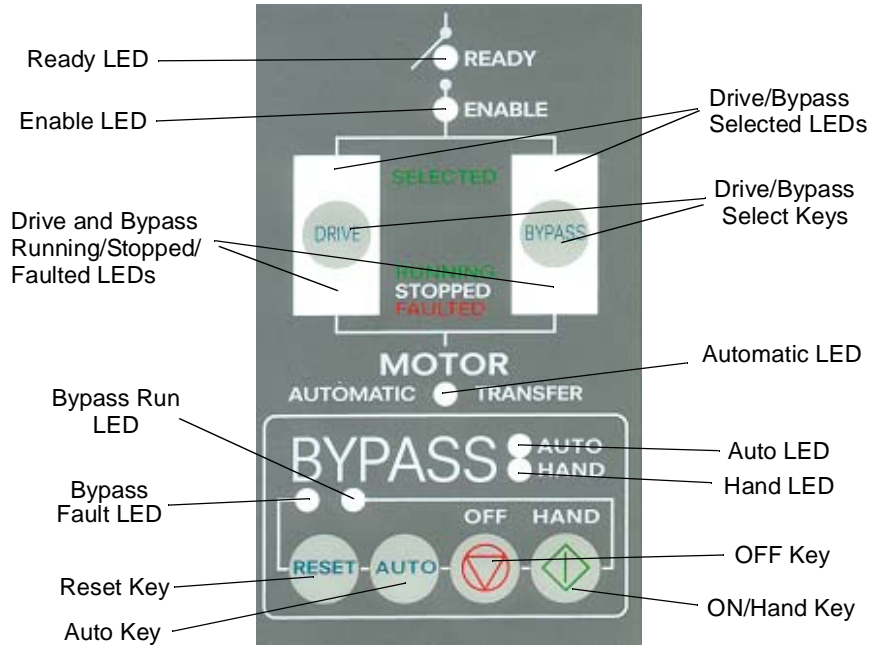 Ready LED
READY
Enable LED
ENABLE
Drive/Bypass
Selected LEDs
SELECTED
Drive/Bypass
Select Keys
DRIVE
BYPASS
Drive and Bypass
Running/Stopped/
Faulted LEDs
RUNNING
STOPPED
FAULTED
MOTOR
Automatic LED
AUTOMATIC TRANSFER
Bypass Run
LED
BYPASS
AUTO
HAND
Auto LED
Hand LED
Bypass
Fault LED
OFF HAND
RESET AUTO
OFF Key
Reset Key
ON/Hand Key
Auto Key